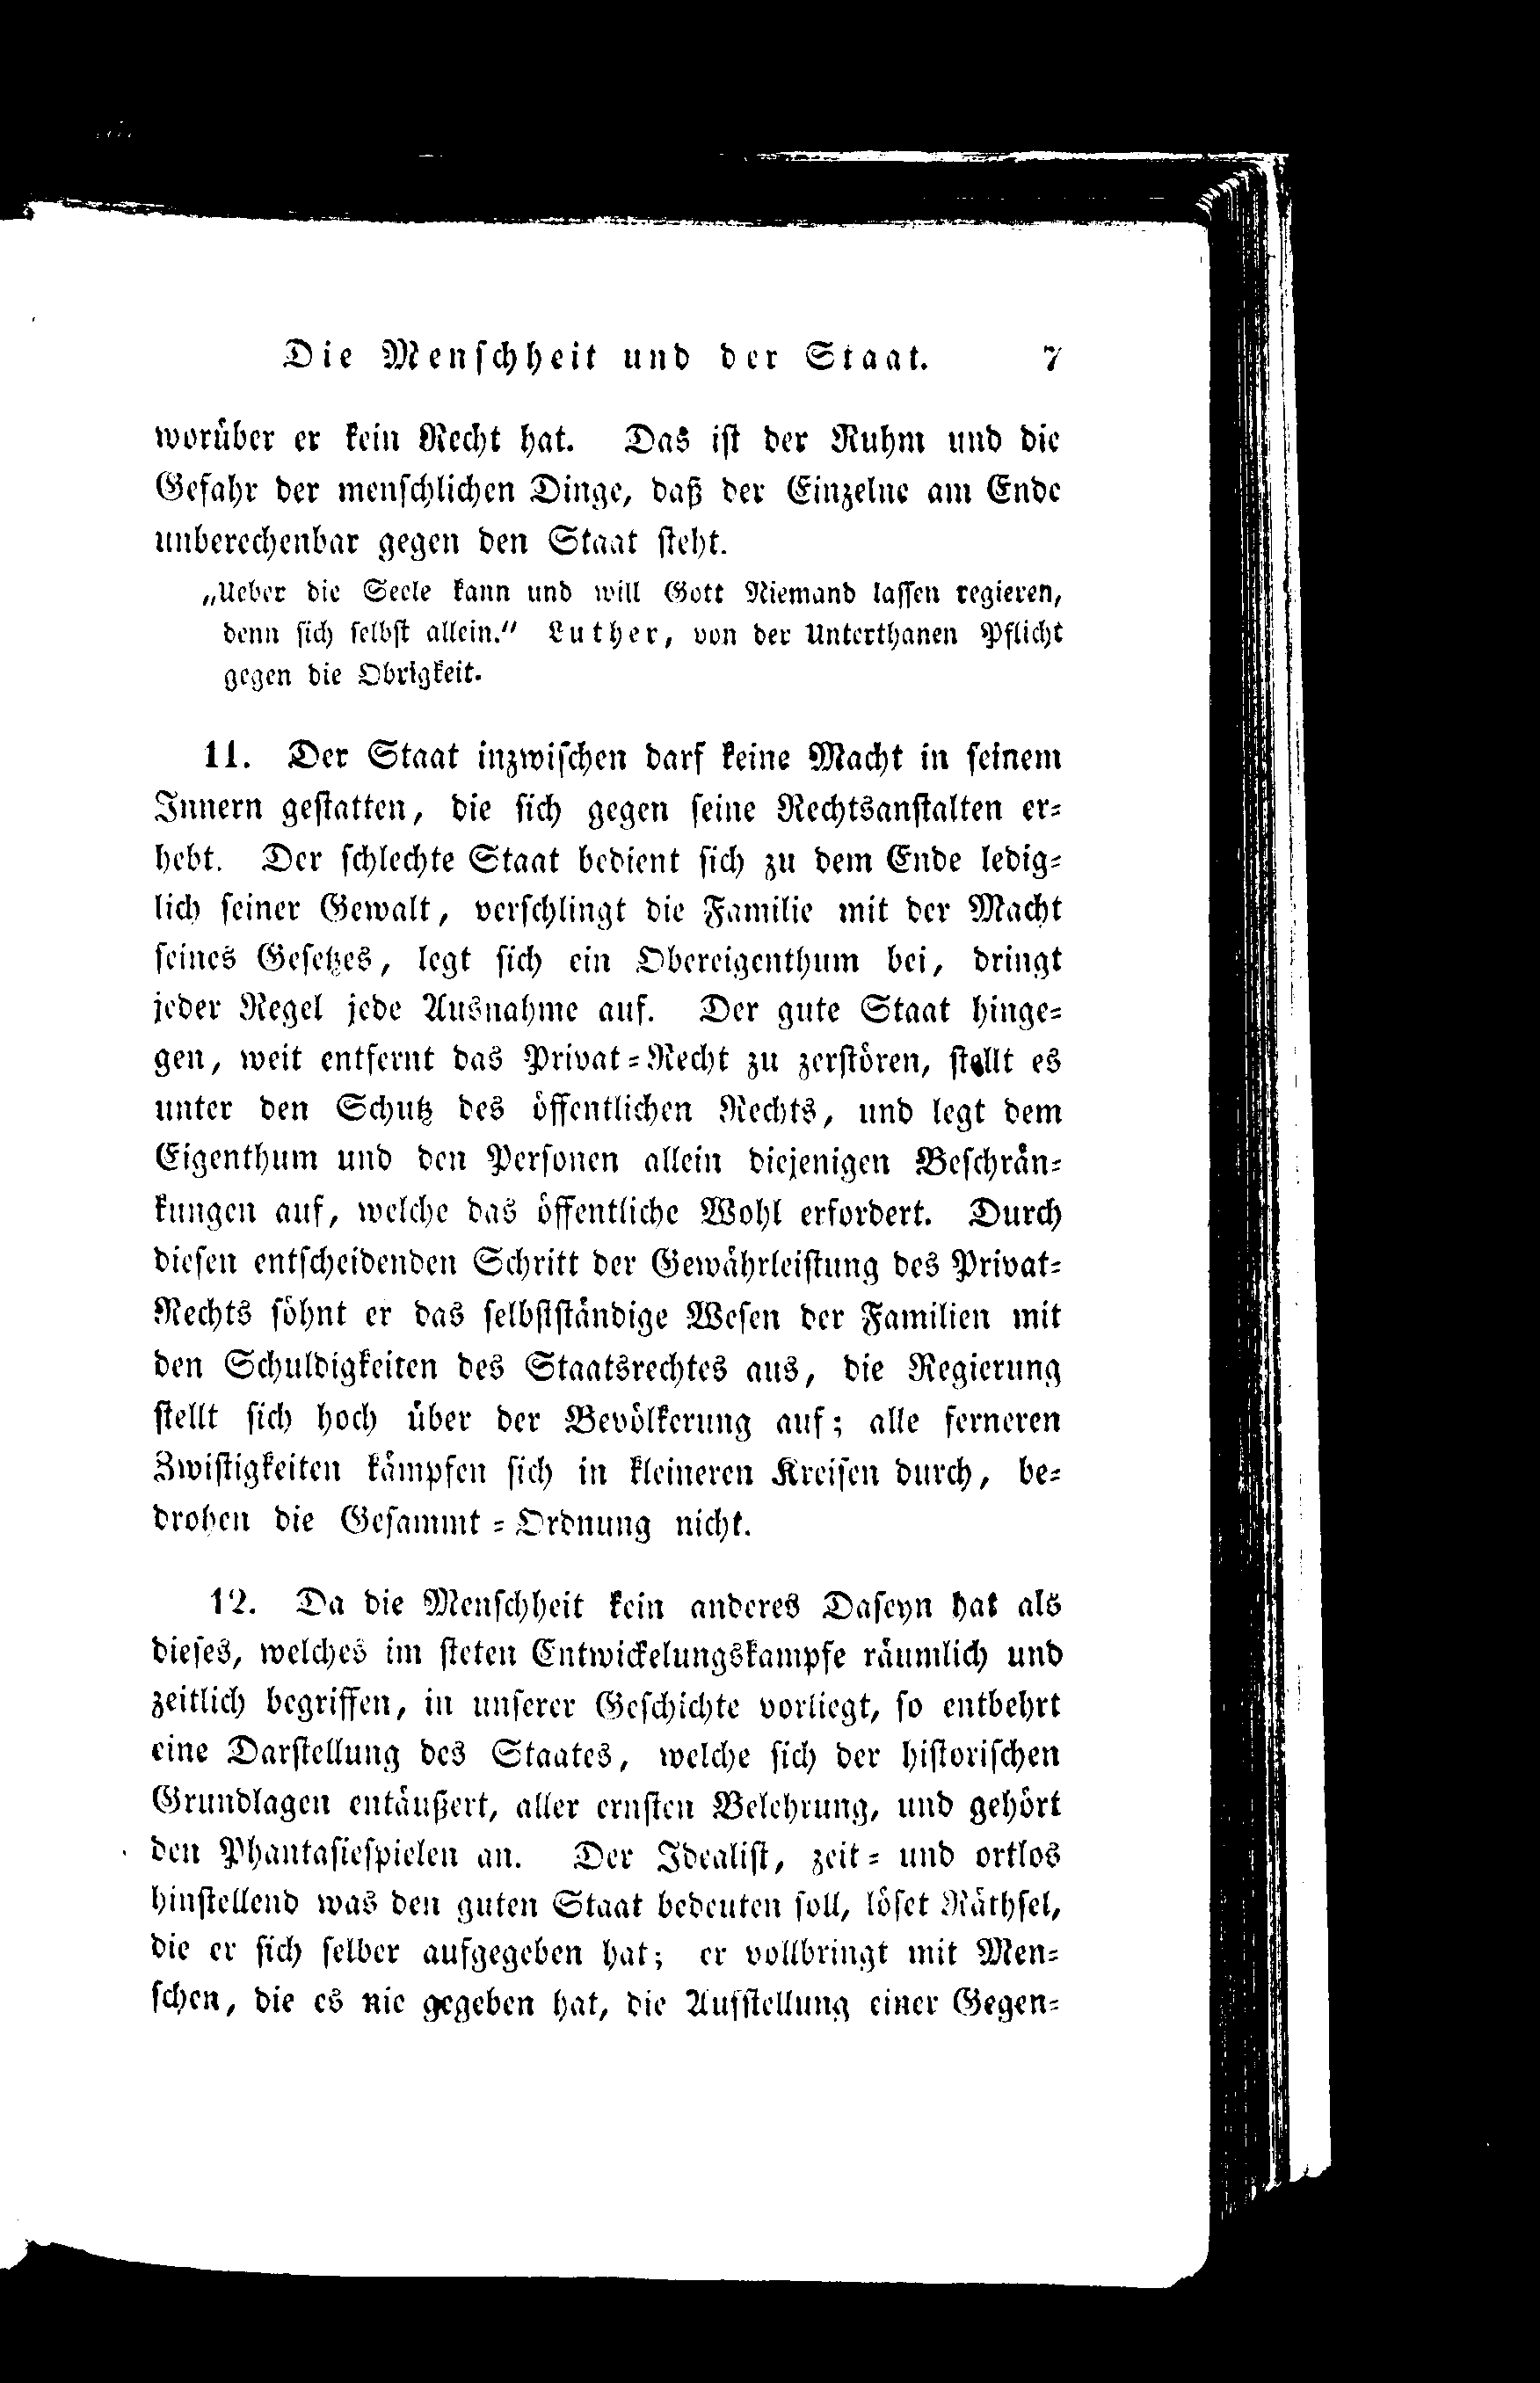 Die Menschheit und der Staat. 7
worüber er kein Recht hat. Das ist der Ruhm und die
Gefahr der menschlichen Dinge, daß der Einzelne am Ende
unberechenbar gegen den Staat steht.
„Ueber die Seele kann und will Gott Niemand lassen regieren,
denn sich selbst allein.“ Luther, von der Unterthanen Pflicht
gegen die Obrigkeit.
11. Der Staat inzwischen darf keine Macht in seinem
Innern gestatten, die sich gegen seine Rechtsanstalten er-
hebt. Der schlechte Staat bedient sich zu dem Ende ledig-
lich seiner Gewalt, verschlingt die Familie mit der Macht
seines Gesetzes, legt sich ein Obereigenthum bei, dringt
jeder Regel jede Ausnahme auf. Der gute Staat hinge-
gen, weit entfernt das Privat-Recht zu zerstören, stellt es
unter den Schutz des öffentlichen Rechts, und legt dem
Eigenthum und den Personen allein diejenigen Beschrän-
kungen auf, welche das öffentliche Wohl erfordert. Durch
diesen entscheidenden Schritt der Gewährleistung des Privat-
Rechts söhnt er das selbstständige Wesen der Familien mit
den Schuldigkeiten des Staatsrechtes aus, die Regierung
stellt sich hoch über der Bevölkerung auf; alle ferneren
Zwistigkeiten kämpfen sich in kleineren Kreisen durch, be-
drohen die Gesammt-Ordnung nicht.
12. Da die Menschheit kein anderes Daseyn hat als
dieses, welches im steten Entwickelungskampfe räumlich und
zeitlich begriffen, in unserer Geschichte vorliegt, so entbehrt
eine Darstellung des Staates, welche sich der historischen
Grundlagen entäußert, aller ernsten Belehrung, und gehört
den Phantasiespielen an. Der Idealist, zeit- und ortlos
hinstellend was den guten Staat bedeuten soll, löset Räthsel,
die er sich selber aufgegeben hat; er vollbringt mit Men-
schen, die es nie gegeben hat, die Aufstellung einer Gegen-